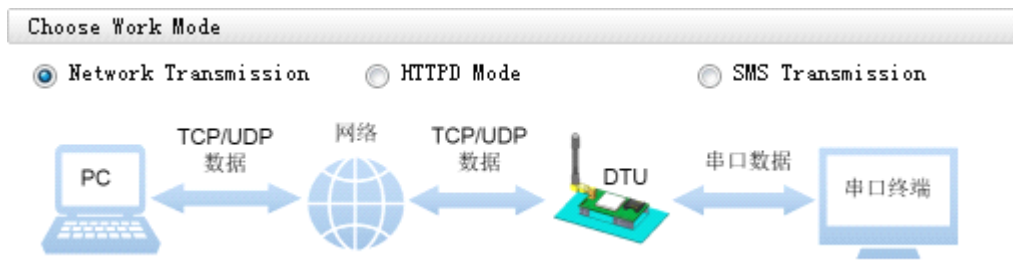 Choose Work Mode
Network Transmission HTTPD Mode SMS Transmission
PC
TCP/UDP
数据
网络
TCP/UDP
数据
DTU
串口数据
串口终端